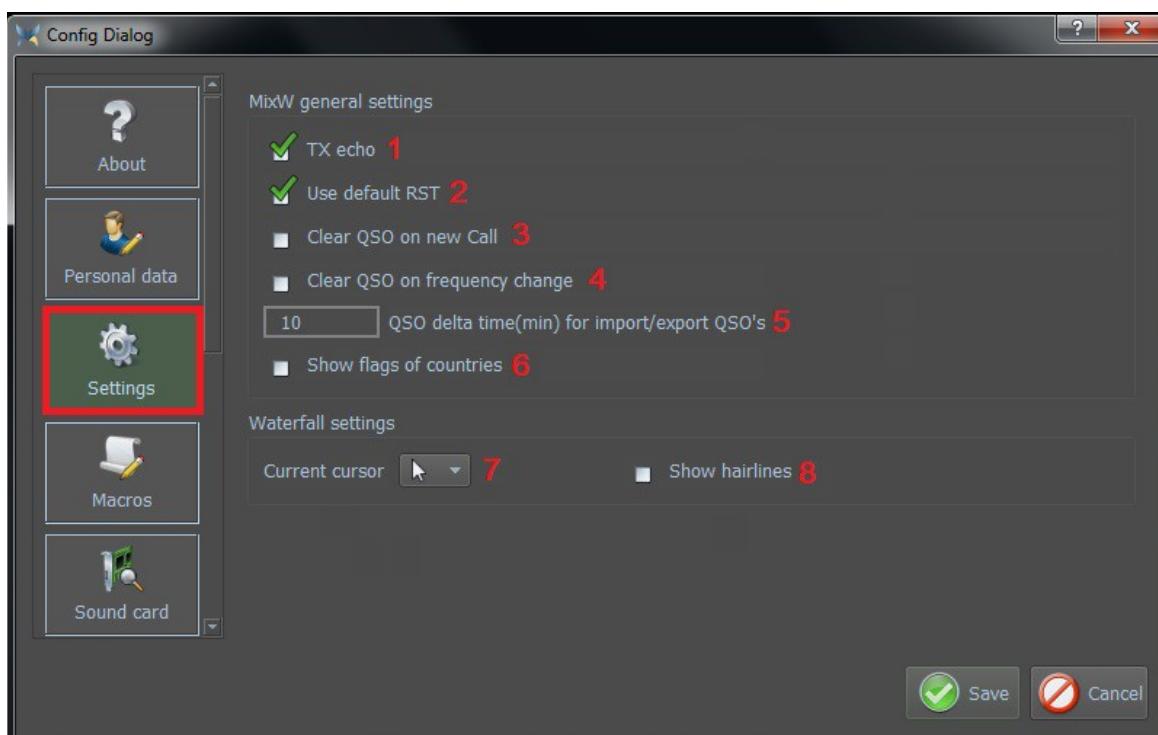 Config Dialog
?
X
About
Personal data
Settings
Macros
Sound card
MixW general settings
TX echo 1
Use default RST 2
Clear QSO on new Call 3
Clear QSO on frequency change 4
10 QSO delta time(min) for import/export QSO's 5
Show flags of countries 6
Waterfall settings
Current cursor 7 Show hairlines 8
Save Cancel